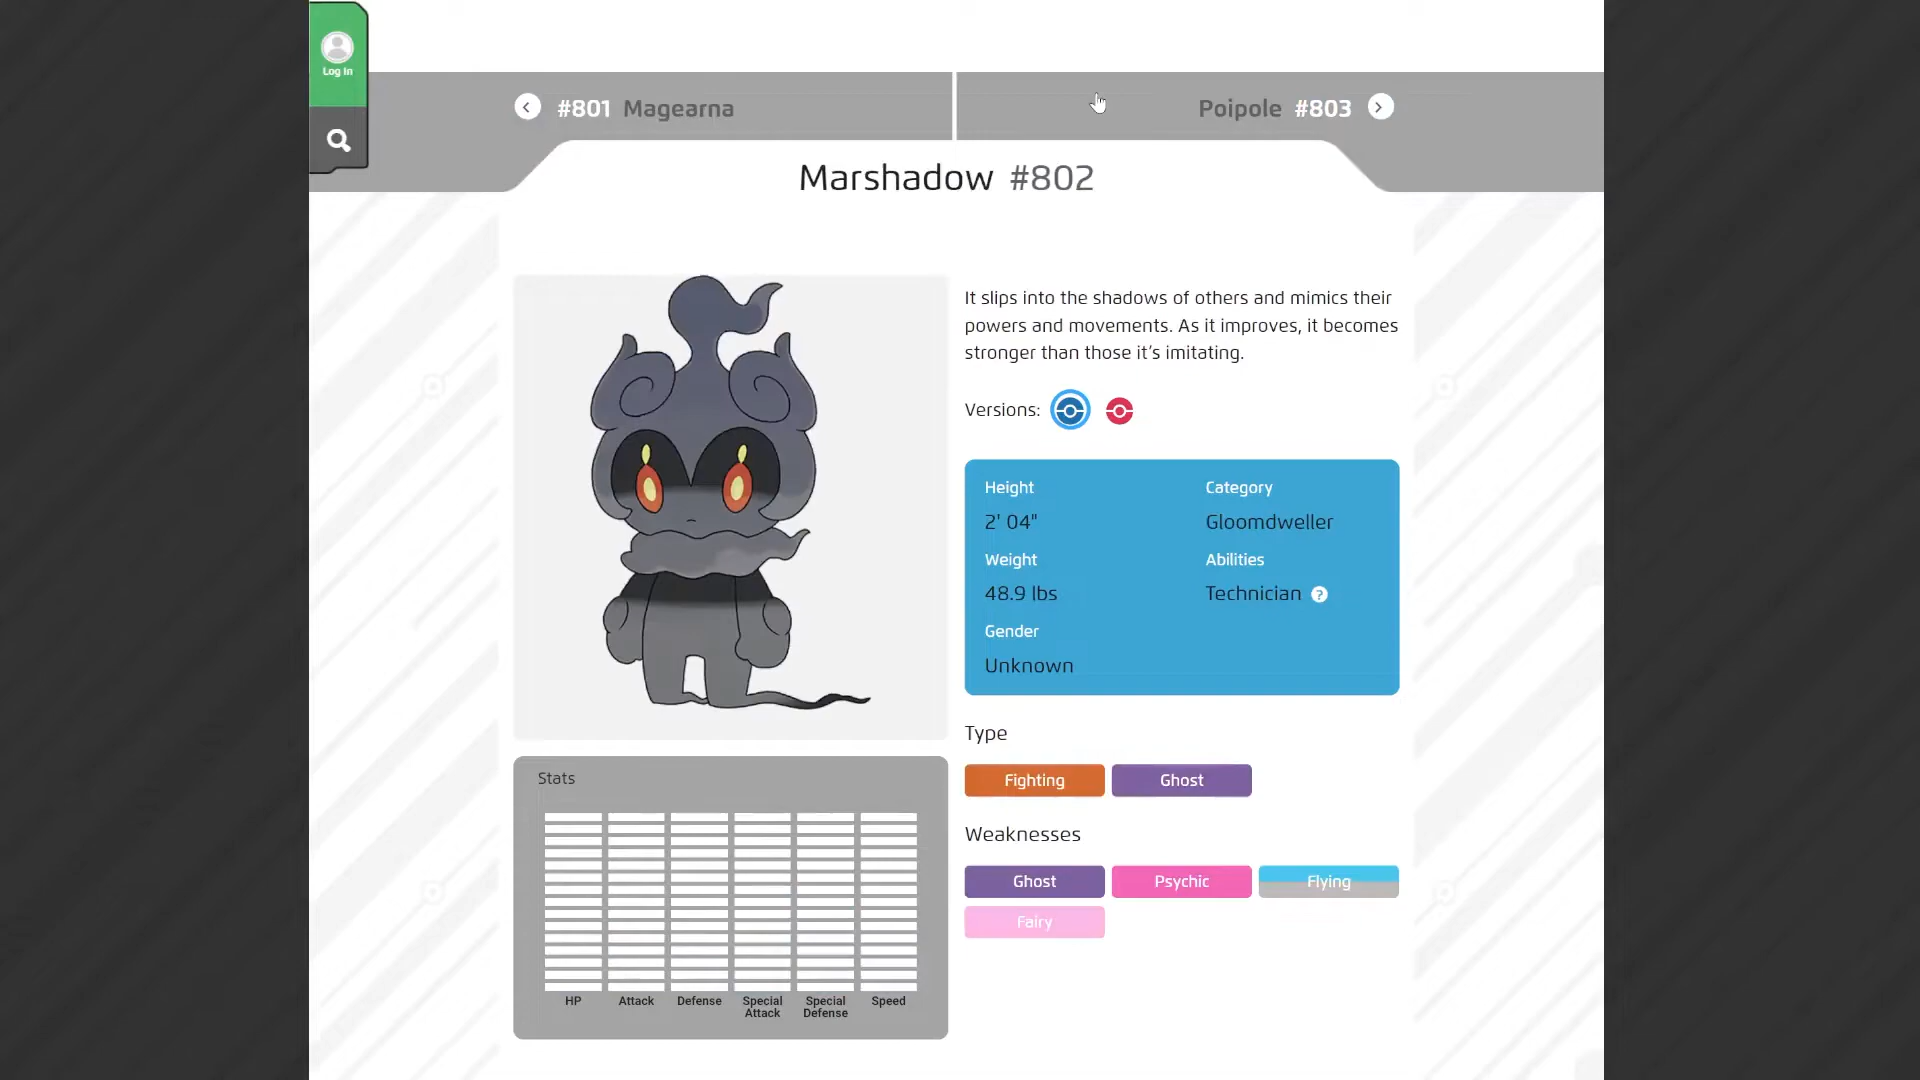 Log In
#801 Magearna
Poipole #803
Marshadow #802
It slips into the shadows of others and mimics their
powers and movements. As it improves, it becomes
stronger than those it’s imitating.
Versions:
Height
2' 04"
Weight
48.9 lbs
Gender
Unknown
Category
Gloomdweller
Abilities
Technician ?
Type
Fighting
Ghost
Weaknesses
Ghost
Psychic
Flying
Fairy
Stats
HP
Attack
Defense
Special
Attack
Special
Defense
Speed